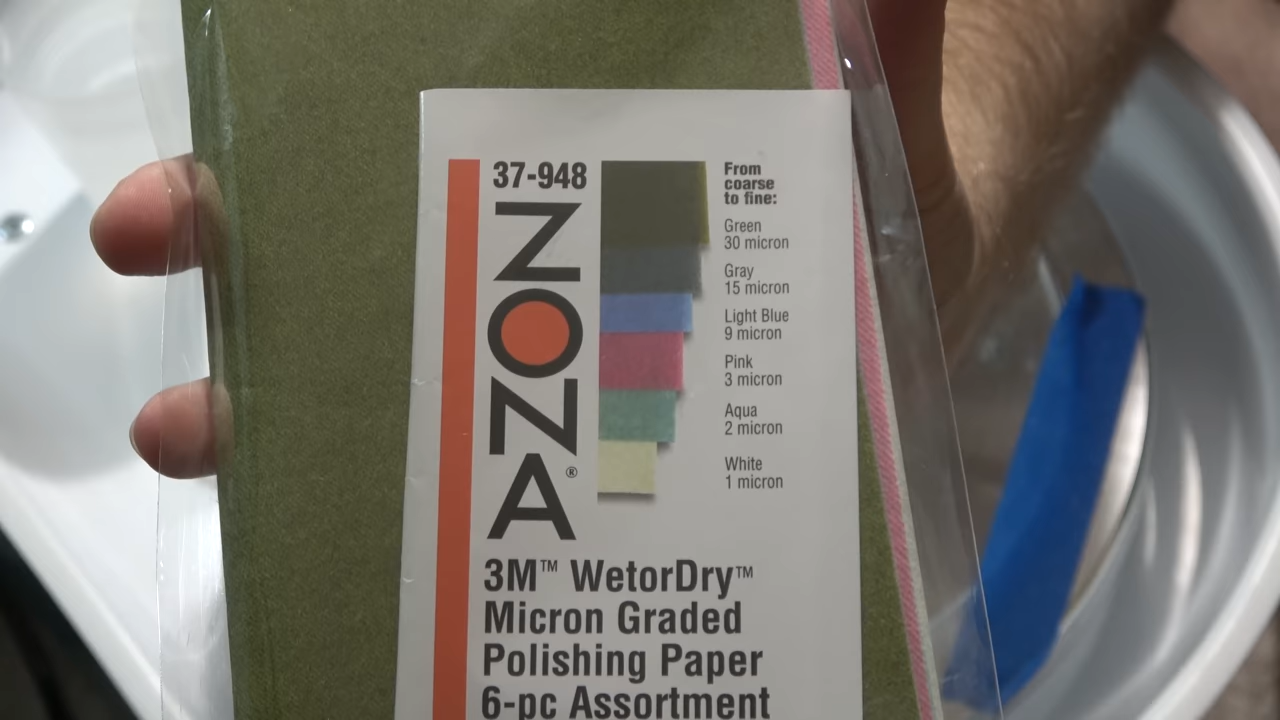 37-948
ZONA®
From
coarse
to fine:
Green
30 micron
Gray
15 micron
Light Blue
9 micron
Pink
3 micron
Aqua
2 micron
White
1 micron
3M™ WetorDry™
Micron Graded
Polishing Paper
6-pc Assortment